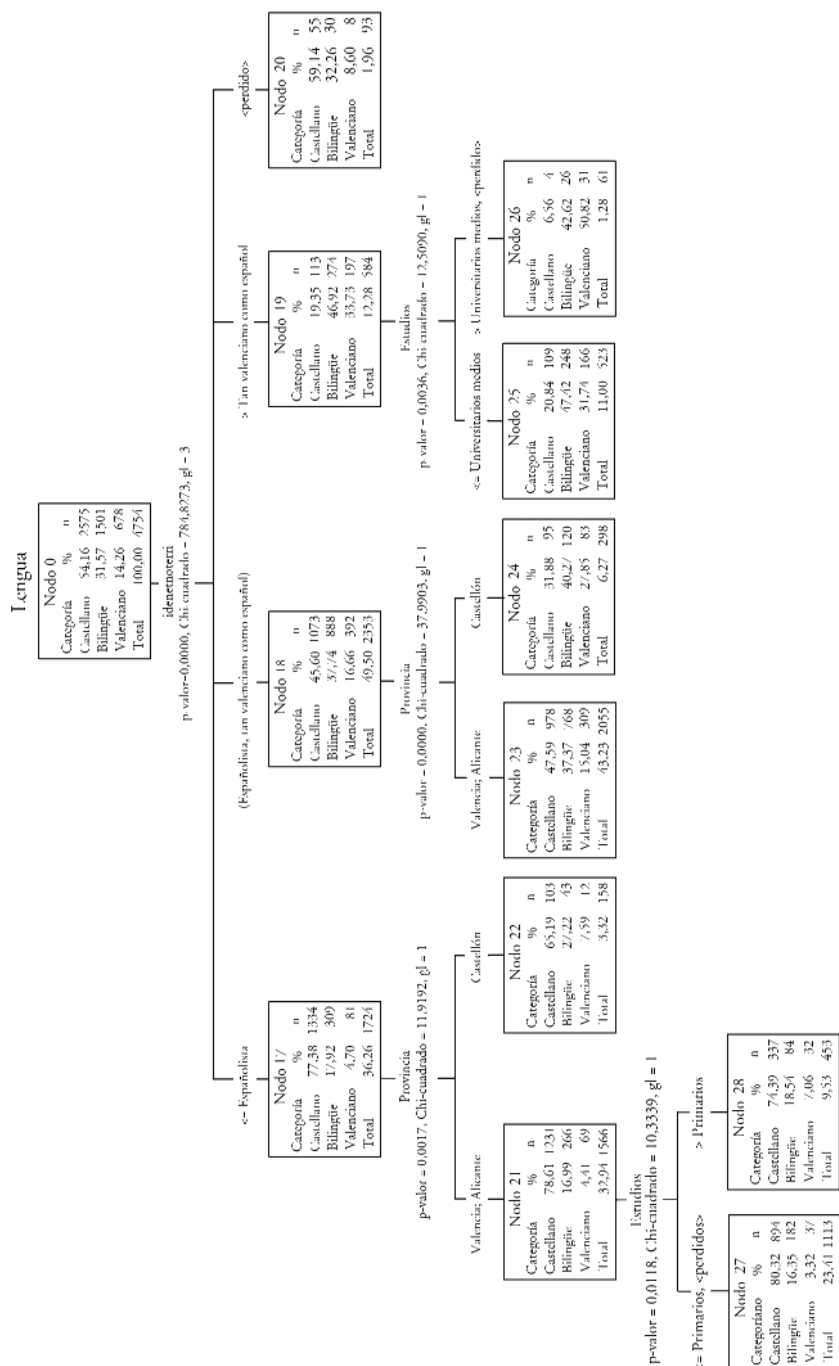 Lengua
Nodo 0
Categoría % n
Castellano 54,16 2575
Bilingüe 31,57 1501
Valenciano 14,26 678
Total 100,00 4754
idenetnoterri
p-valor=0,0000, Chi-cuadrado = 784,8273, gl = 3
<= Españolista
(Españolista, tan valenciano como español)
> Tan valenciano como español
<perdido>
Nodo 17
Categoría % n
Castellano 77,38 1334
Bilingüe 17,92 309
Valenciano 4,70 81
Total 36,26 1724
Nodo 18
Categoría % n
Castellano 45,60 1073
Bilingüe 37,74 888
Valenciano 16,66 392
Total 49,50 2353
Nodo 19
Categoría % n
Castellano 19,35 113
Bilingüe 46,92 274
Valenciano 33,73 197
Total 12,28 584
Nodo 20
Categoría % n
Castellano 59,14 55
Bilingüe 32,26 30
Valenciano 8,60 8
Total 1,96 93
Provincia
p-valor = 0,0017, Chi-cuadrado = 11,9192, gl = 1
Provincia
p-valor = 0,0000, Chi-cuadrado = 37,9903, gl = 1
Estudios
p-valor = 0,0036, Chi-cuadrado = 12,5090, gl = 1
Valencia; Alicante
Castellón
Valencia; Alicante
Castellón
<= Universitarios medios
> Universitarios medios, <perdido>
Nodo 21
Categoría % n
Castellano 78,61 1231
Bilingüe 16,99 266
Valenciano 4,41 69
Total 32,94 1566
Nodo 22
Categoría % n
Castellano 65,19 103
Bilingüe 27,22 43
Valenciano 7,59 12
Total 3,32 158
Nodo 23
Categoría % n
Castellano 47,59 978
Bilingüe 37,37 768
Valenciano 15,04 309
Total 43,23 2055
Nodo 24
Categoría % n
Castellano 31,88 95
Bilingüe 40,27 120
Valenciano 27,85 83
Total 6,27 298
Nodo 25
Categoría % n
Castellano 20,84 109
Bilingüe 47,42 248
Valenciano 31,74 166
Total 11,00 523
Nodo 26
Categoría % n
Castellano 6,56 4
Bilingüe 42,62 26
Valenciano 50,82 31
Total 1,28 61
Estudios
p-valor = 0,0118, Chi-cuadrado = 10,3339, gl = 1
<= Primarios, <perdidos>
> Primarios
Nodo 27
Categoríano % n
Castellano 80,32 894
Bilingüe 16,35 182
Valenciano 3,32 37
Total 23,41 1113
Nodo 28
Categoría % n
Castellano 74,39 337
Bilingüe 18,54 84
Valenciano 7,06 32
Total 9,53 453